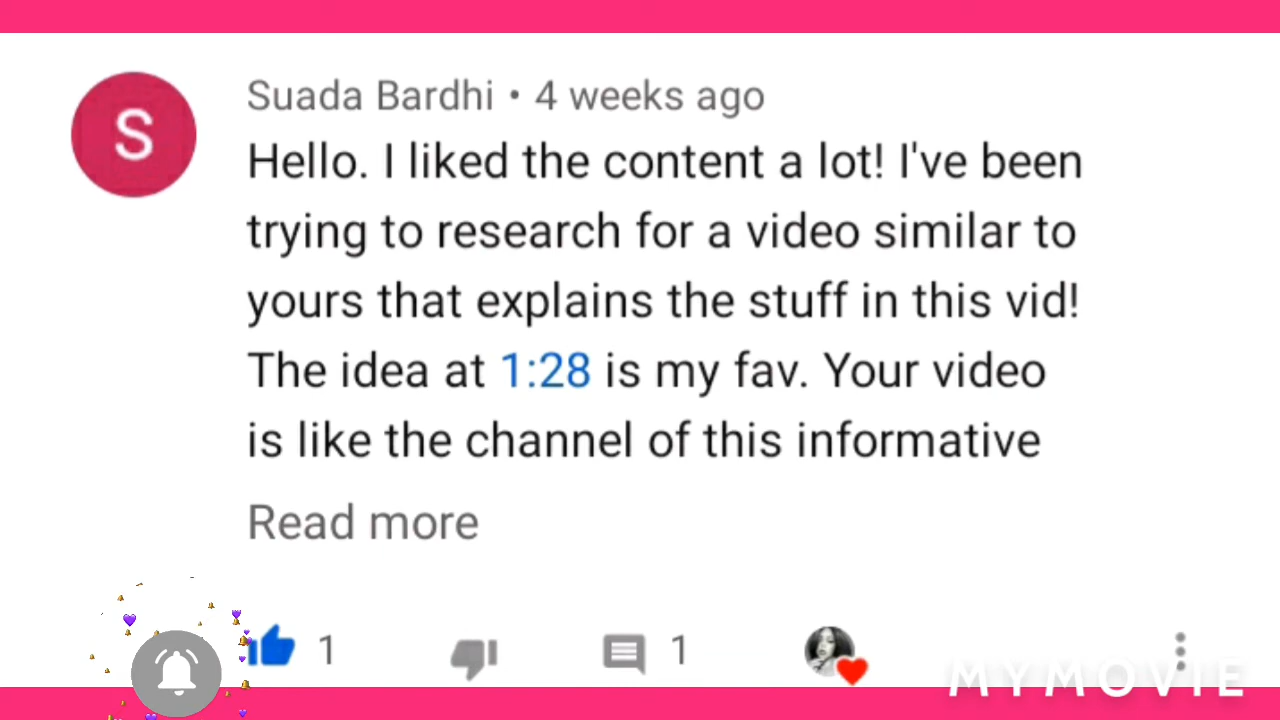 S
Suada Bardhi • 4 weeks ago
Hello. I liked the content a lot! I've been
trying to research for a video similar to
yours that explains the stuff in this vid!
The idea at 1:28 is my fav. Your video
is like the channel of this informative
Read more
1 1
MYMOVIE